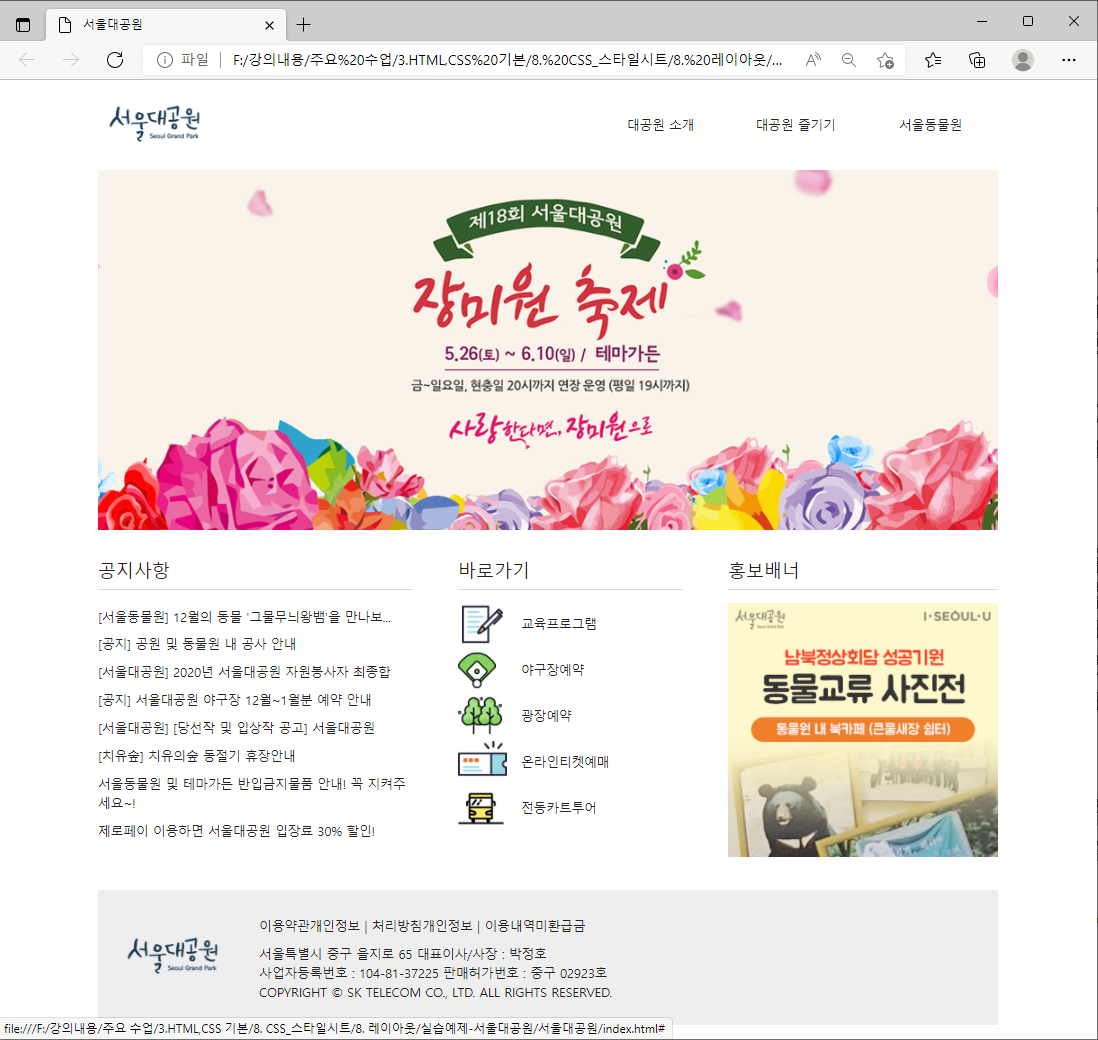 서울대공원
파일
F:/강의내용/주요%20수업/3.HTML,CSS%20기본/8.%20CSS_스타일시트/8.%20레이아웃/...
서울대공원
Seoul Grand Park
대공원 소개
대공원 즐기기
서울동물원
제18회 서울대공원
장미원 축제
5.26(토) ~ 6.10(일) / 테마가든
금~일요일, 현충일 20시까지 연장 운영 (평일 19시까지)
사랑한다면, 장미원으로
공지사항
[서울동물원] 12월의 동물 '그물무늬왕뱀'을 만나보...
[공지] 공원 및 동물원 내 공사 안내
[서울대공원] 2020년 서울대공원 자원봉사자 최종합
[공지] 서울대공원 야구장 12월~1월분 예약 안내
[서울대공원] [당선작 및 입상작 공고] 서울대공원
[치유숲] 치유의숲 동절기 휴장안내
서울동물원 및 테마가든 반입금지물품 안내! 꼭 지켜주
세요~!
제로페이 이용하면 서울대공원 입장료 30% 할인!
바로가기
교육프로그램
야구장예약
광장예약
온라인티켓예매
전동카트투어
홍보배너
서울대공원
Seoul Grand Park
I·SEOUL·U
남북정상회담 성공기원
동물교류 사진전
동물원 내 북카페 (큰물새장 쉼터)
서울대공원
Seoul Grand Park
이용약관개인정보 | 처리방침개인정보 | 이용내역미환급금
서울특별시 중구 을지로 65 대표이사/사장 : 박정호
사업자등록번호 : 104-81-37225 판매허가번호 : 중구 02923호
COPYRIGHT © SK TELECOM CO., LTD. ALL RIGHTS RESERVED.
file:///F:/강의내용/주요 수업/3.HTML,CSS 기본/8. CSS_스타일시트/8. 레이아웃/실습예제-서울대공원/서울대공원/index.html#